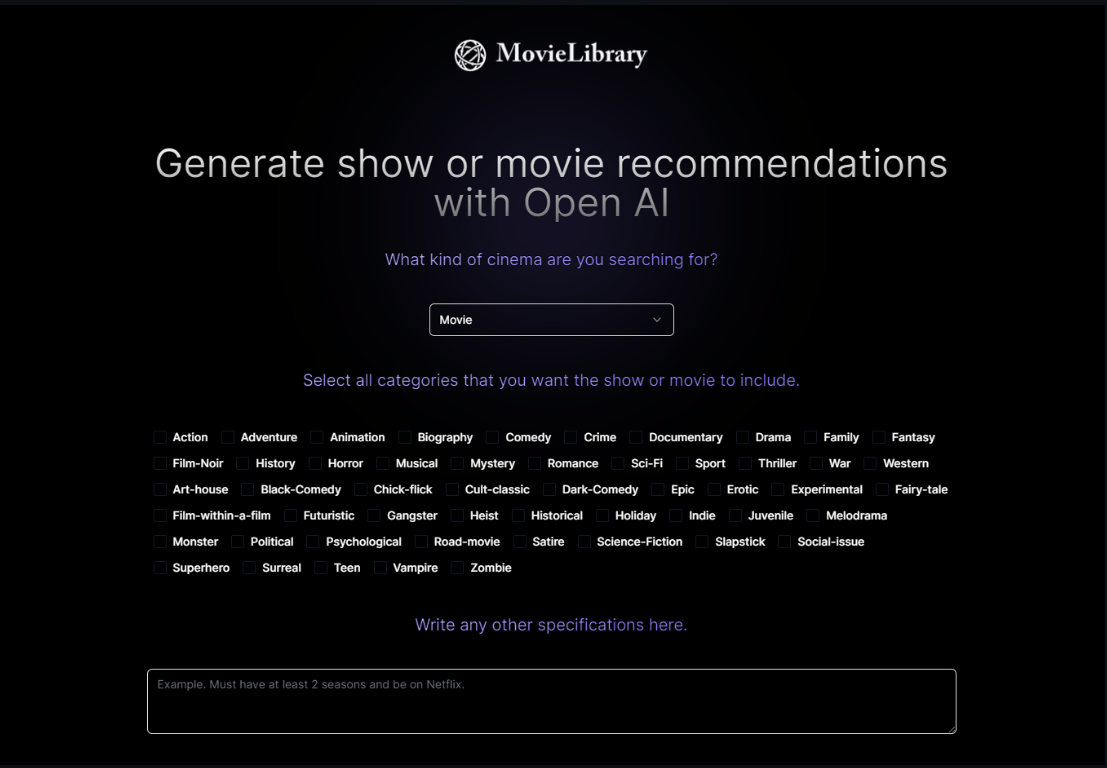 MovieLibrary
Generate show or movie recommendations
with Open AI
What kind of cinema are you searching for?
Movie
Select all categories that you want the show or movie to include.
Action Adventure Animation Biography Comedy Crime Documentary Drama Family Fantasy
Film-Noir History Horror Musical Mystery Romance Sci-Fi Sport Thriller War Western
Art-house Black-Comedy Chick-flick Cult-classic Dark-Comedy Epic Erotic Experimental Fairy-tale
Film-within-a-film Futuristic Gangster Heist Historical Holiday Indie Juvenile Melodrama
Monster Political Psychological Road-movie Satire Science-Fiction Slapstick Social-issue
Superhero Surreal Teen Vampire Zombie
Write any other specifications here.
Example. Must have at least 2 seasons and be on Netflix.